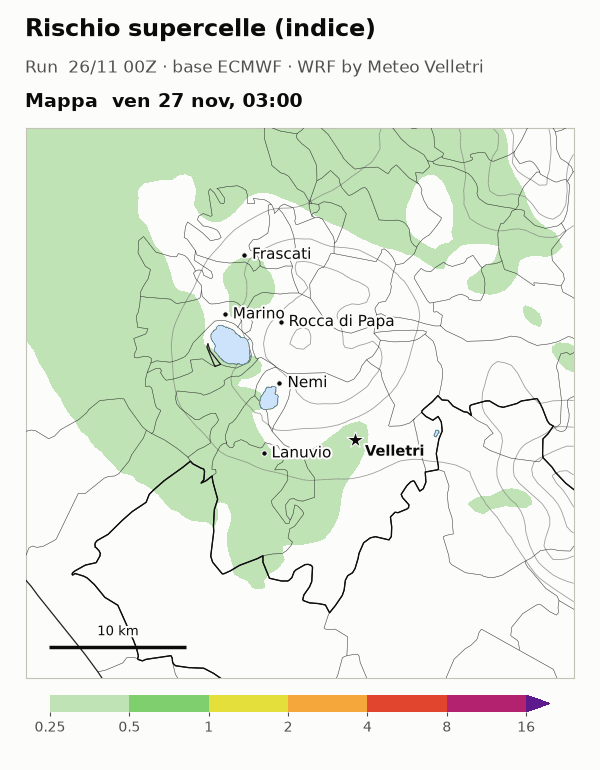 Rischio supercelle (indice)
Run  26/11 00Z · base ECMWF · WRF by Meteo Velletri
Mappa  ven 27 nov, 03:00
Frascati
Marino
Rocca di Papa
Nemi
Velletri
Lanuvio
10 km
0.25 0.5 1 2 4 8 16